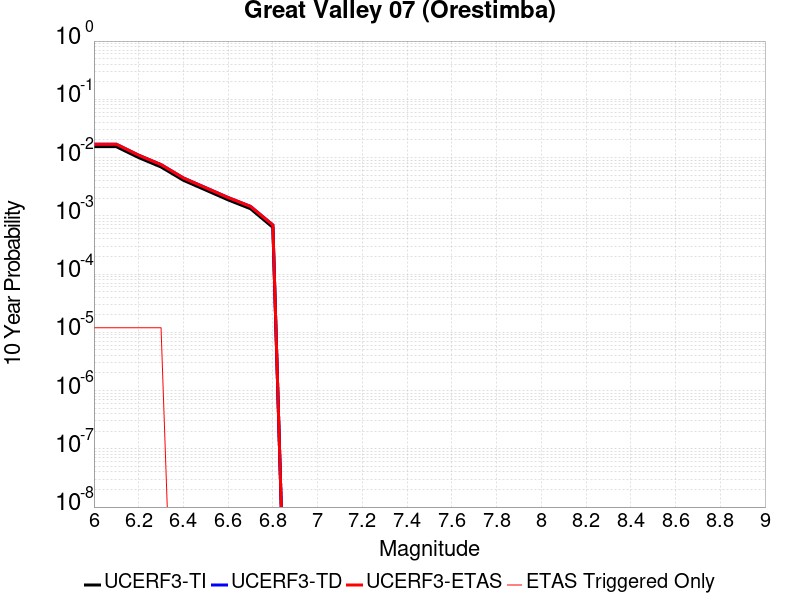 Great Valley 07 (Orestimba)
10 0
10 -1
10 -2
10 -3
10 -4
10 -5
10 -6
10 -7
10 -8
10 Year Probability
6 6.2 6.4 6.6 6.8 7 7.2 7.4 7.6 7.8 8 8.2 8.4 8.6 8.8 9
Magnitude
UCERF3-TI UCERF3-TD UCERF3-ETAS ETAS Triggered Only